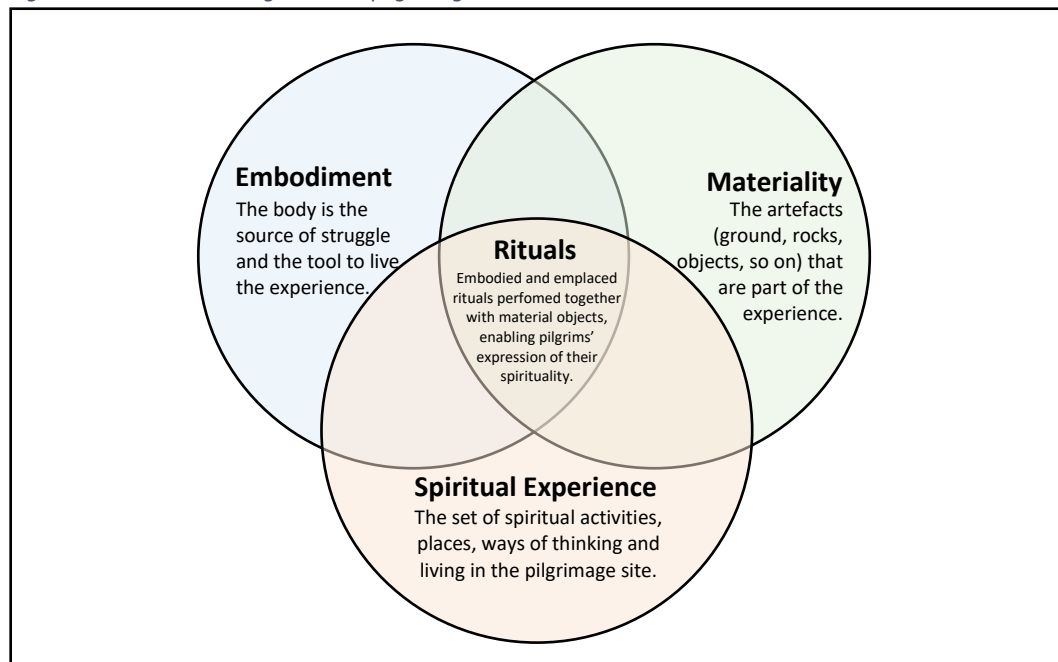 Embodiment
The body is the
source of struggle
and the tool to live
the experience.
Materiality
The artefacts
(ground, rocks,
objects, so on) that
are part of the
experience.
Rituals
Embodied and emplaced
rituals perfomed together
with material objects,
enabling pilgrims’
expression of their
spirituality.
Spiritual Experience
The set of spiritual activities,
places, ways of thinking and
living in the pilgrimage site.